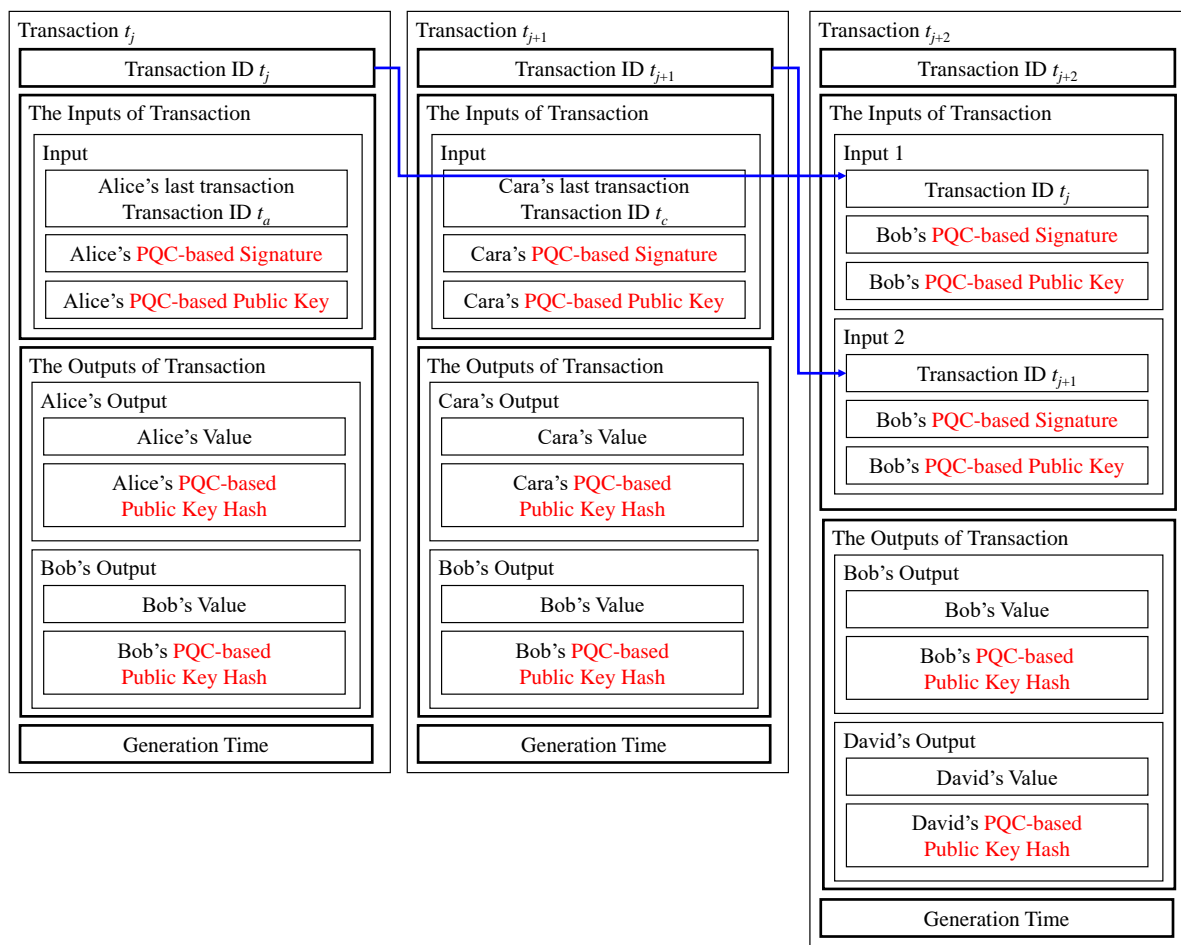 Transaction tj
Transaction ID tj
The Inputs of Transaction
Input
Alice’s last transaction
Transaction ID ta
Alice’s PQC-based Signature
Alice’s PQC-based Public Key
The Outputs of Transaction
Alice’s Output
Alice’s Value
Alice’s PQC-based
Public Key Hash
Bob’s Output
Bob’s Value
Bob’s PQC-based
Public Key Hash
Generation Time
Transaction tj+1
Transaction ID tj+1
The Inputs of Transaction
Input
Cara’s last transaction
Transaction ID tc
Cara’s PQC-based Signature
Cara’s PQC-based Public Key
The Outputs of Transaction
Cara’s Output
Cara’s Value
Cara’s PQC-based
Public Key Hash
Bob’s Output
Bob’s Value
Bob’s PQC-based
Public Key Hash
Generation Time
Transaction tj+2
Transaction ID tj+2
The Inputs of Transaction
Input 1
Transaction ID tj
Bob’s PQC-based Signature
Bob’s PQC-based Public Key
Input 2
Transaction ID tj+1
Bob’s PQC-based Signature
Bob’s PQC-based Public Key
The Outputs of Transaction
Bob’s Output
Bob’s Value
Bob’s PQC-based
Public Key Hash
David’s Output
David’s Value
David’s PQC-based
Public Key Hash
Generation Time